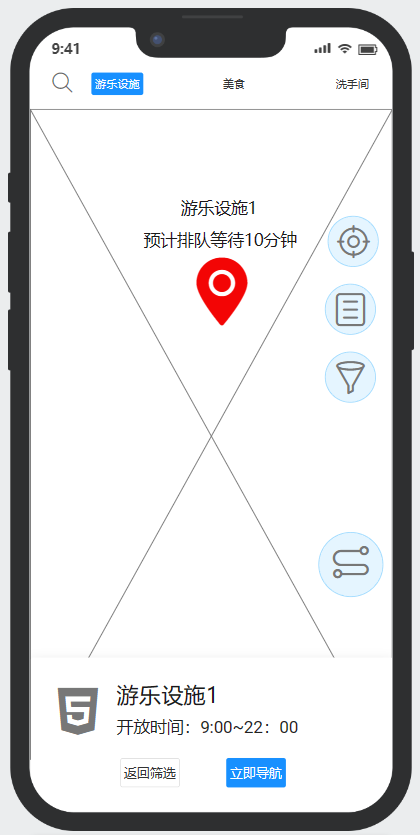 9:41
游乐设施 美食 洗手间
游乐设施1
预计排队等待10分钟
5
游乐设施1
开放时间：9:00~22：00
返回筛选 立即导航